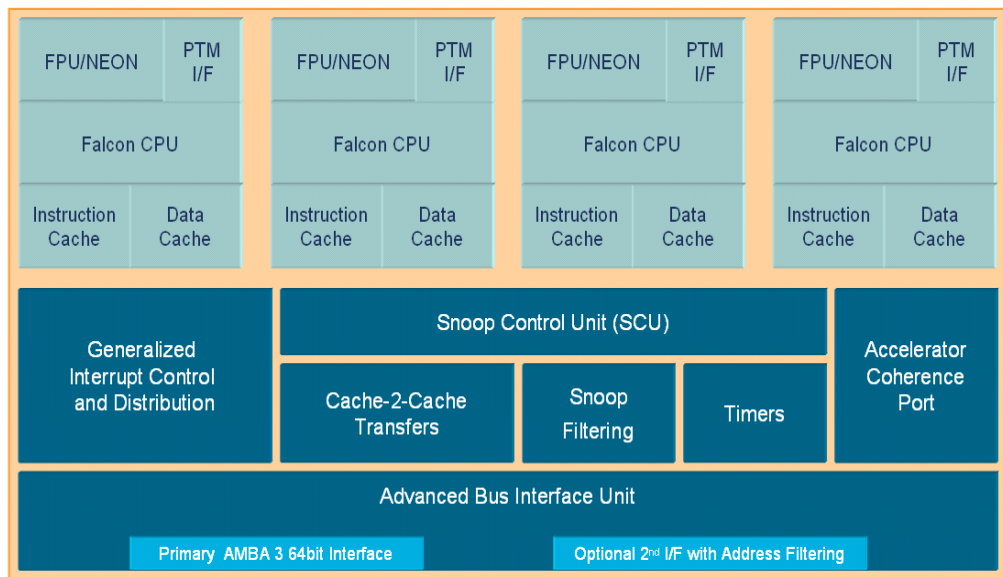 FPU/NEON
PTM
I/F
Falcon CPU
Instruction
Cache
Data
Cache
FPU/NEON
PTM
I/F
Falcon CPU
Instruction
Cache
Data
Cache
FPU/NEON
PTM
I/F
Falcon CPU
Instruction
Cache
Data
Cache
FPU/NEON
PTM
I/F
Falcon CPU
Instruction
Cache
Data
Cache
Generalized
Interrupt Control
and Distribution
Snoop Control Unit (SCU)
Cache-2-Cache
Transfers
Snoop
Filtering
Timers
Accelerator
Coherence
Port
Advanced Bus Interface Unit
Primary AMBA 3 64bit Interface
Optional 2nd I/F with Address Filtering